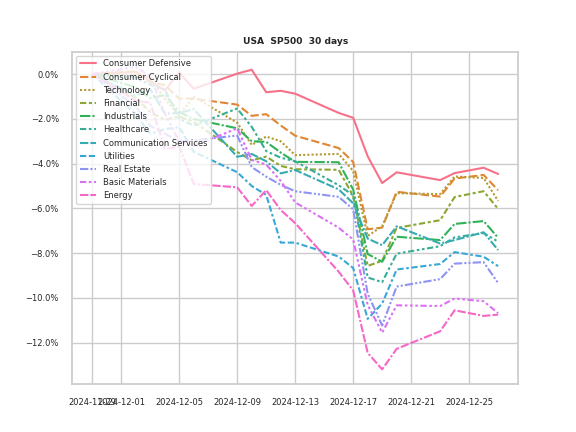 USA SP500 30 days
0.0%
−2.0%
−4.0%
−6.0%
−8.0%
−10.0%
−12.0%
Consumer Defensive
Consumer Cyclical
Technology
Financial
Industrials
Healthcare
Communication Services
Utilities
Real Estate
Basic Materials
Energy
2024-12-01
2024-12-05
2024-12-09
2024-12-13
2024-12-17
2024-12-21
2024-12-25